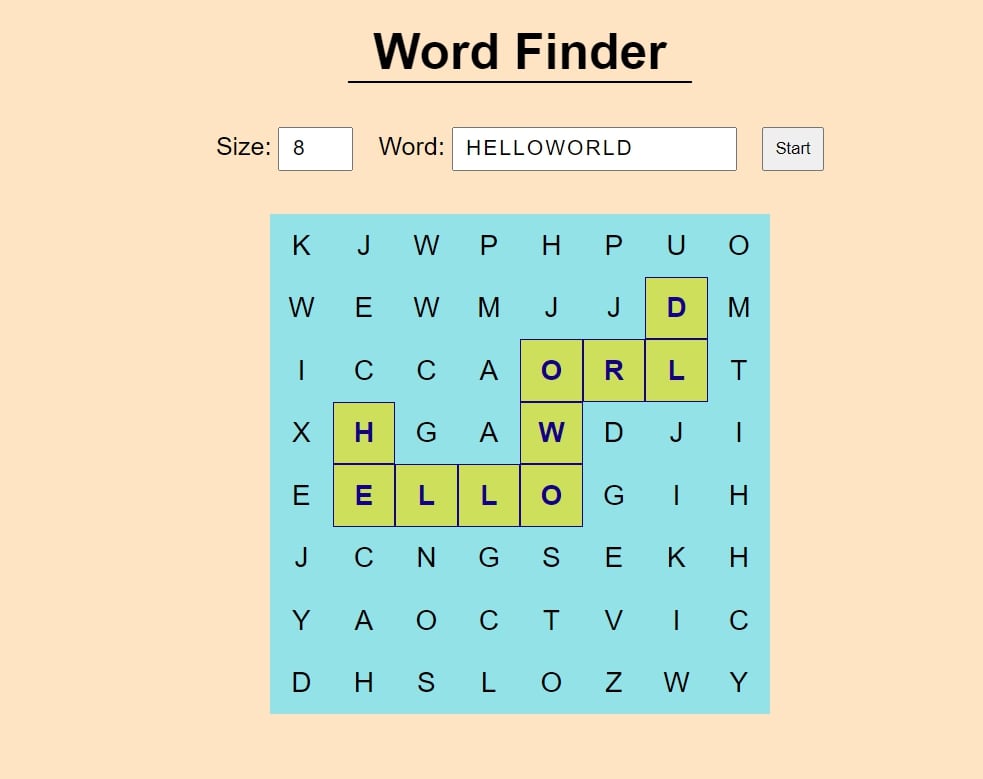 Word Finder
Size: 8 Word: HELLOWORLD Start
K J W P H P U O
W E W M J J D M
I C C A O R L T
X H G A W D J I
E E L L O G I H
J C N G S E K H
Y A O C T V I C
D H S L O Z W Y